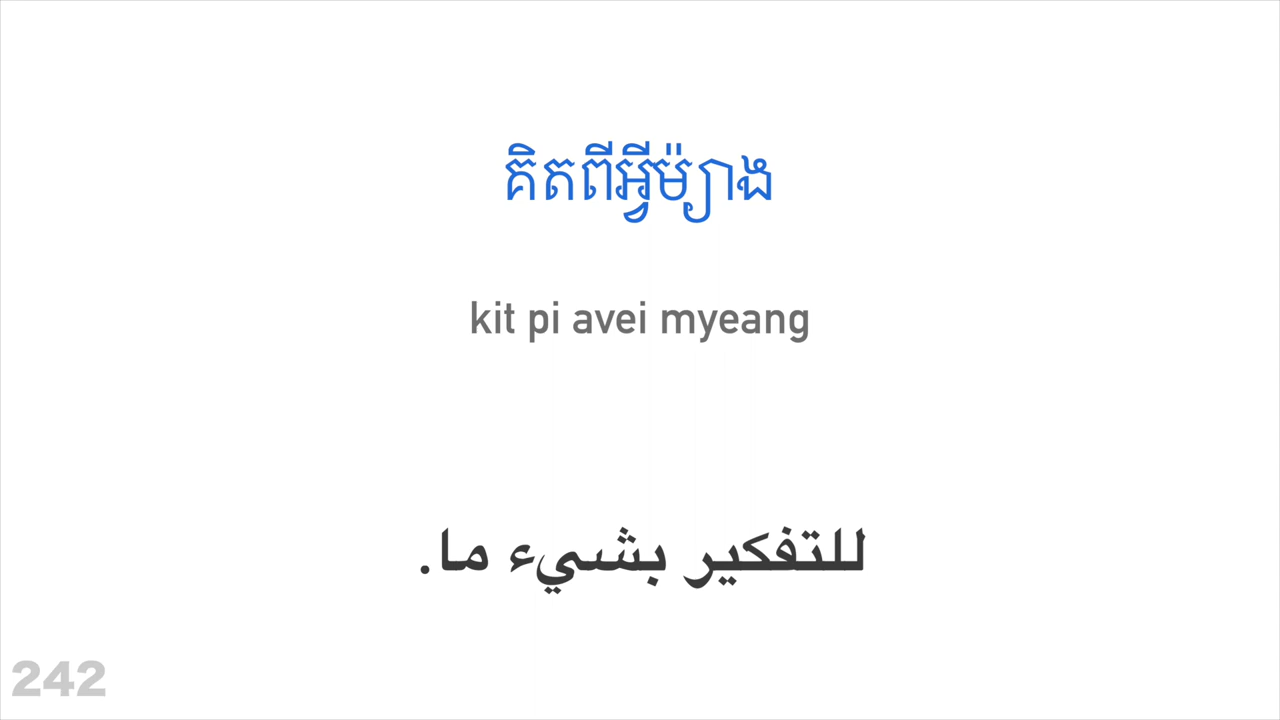 គិតពីអ្វីម៉្យាង
kit pi avei myeang
للتفكير بشيء ما.
242